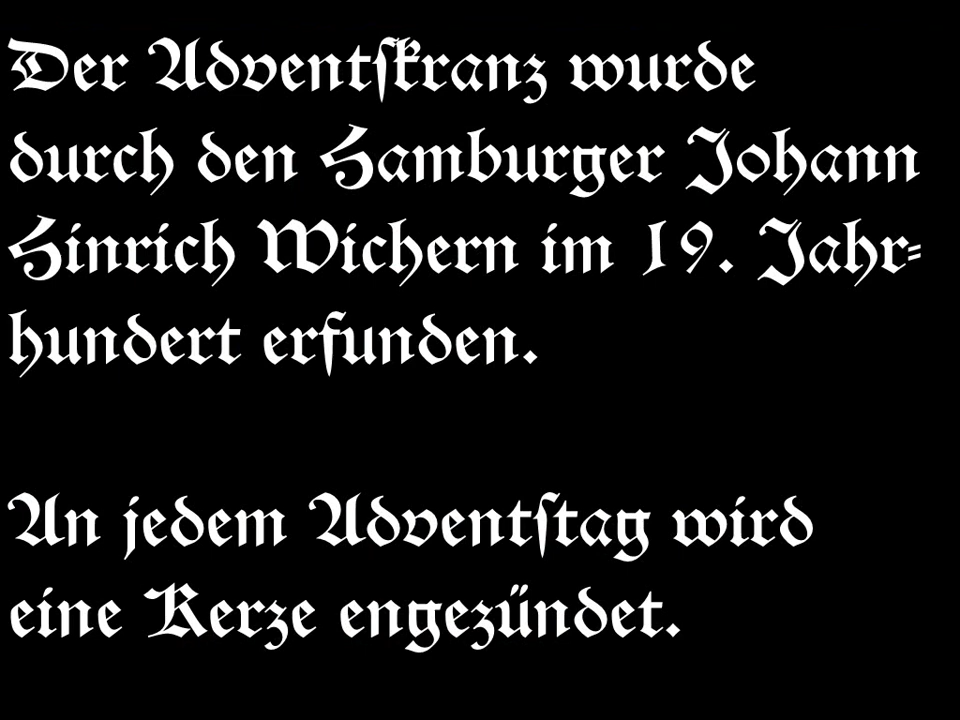 Der Adventſkranz wurde
durch den Hamburger Johann
Hinrich Wichern im 19. Jahr⸗
hundert erfunden.
An jedem Adventſtag wird
eine Kerze engezündet.